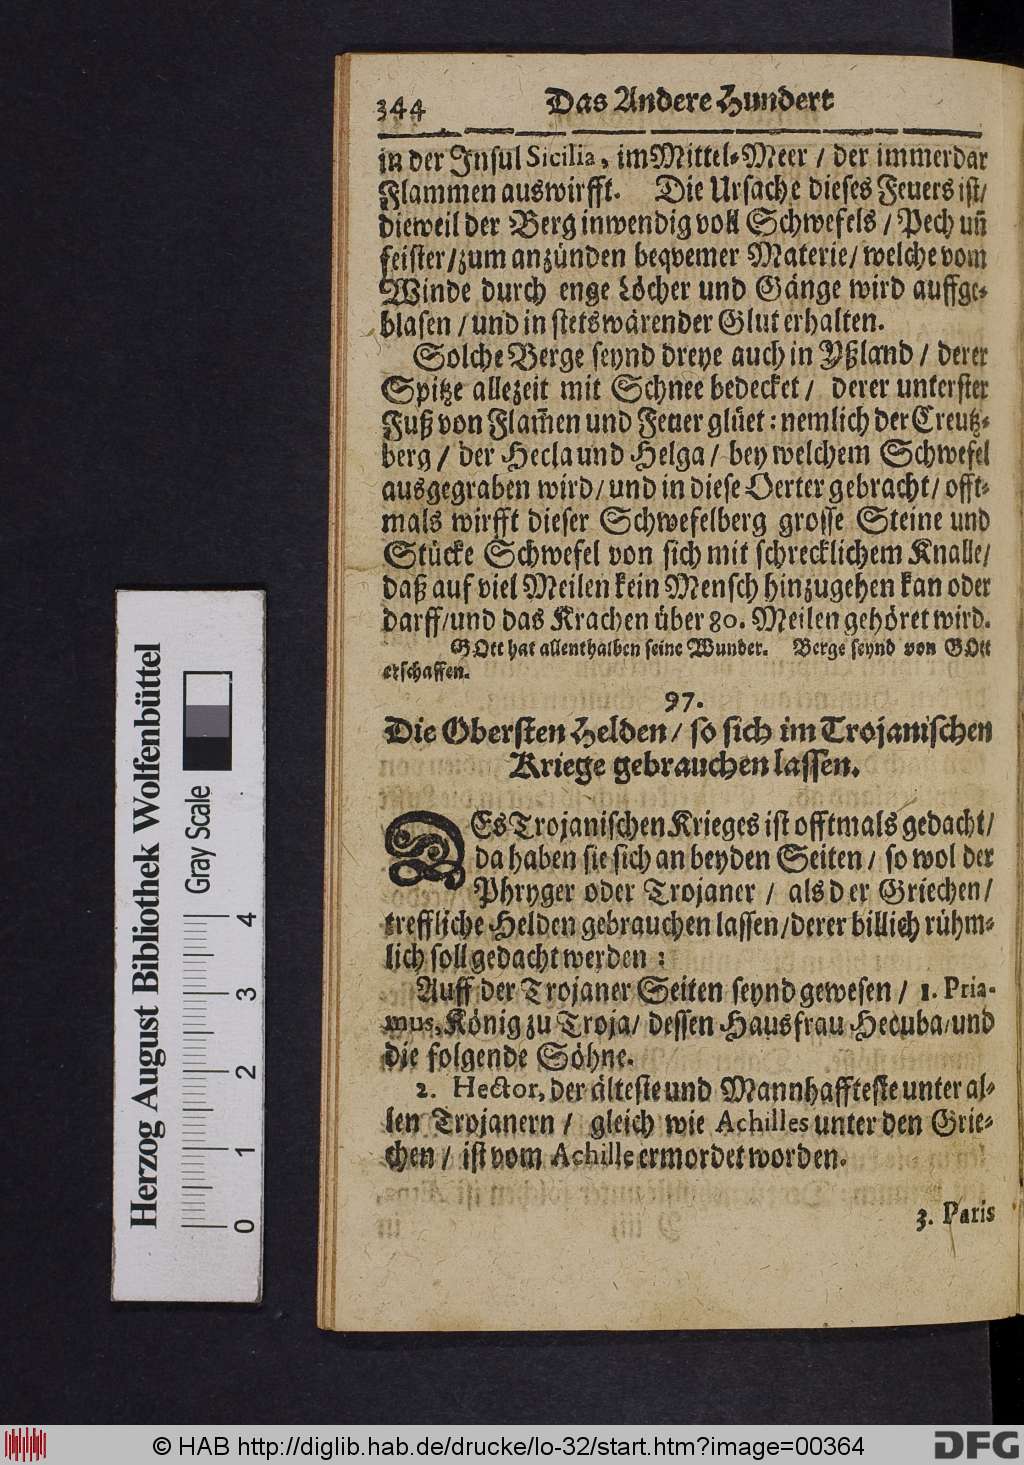 344 Das Andere Hundert
in der Insul Sicilia, im Mittel-Meer / der immerdar
Flammen auswirfft. Die Ursache dieses Feuers ist/
dieweil der Berg inwendig voll Schwefels / Pech uñ
feister/zum anzünden beqvemer Materie/ welche vom
Winde durch enge Löcher und Gänge wird auffge-
blasen / und in stetswärender Glut erhalten.
Solche Berge seynd dreye auch in Yßland / derer
Spitze allezeit mit Schnee bedecket / derer unterster
Fuß von Flam̃en und Feuer glüet: nemlich der Creutz-
berg / der Hecla und Helga / bey welchem Schwefel
ausgegraben wird/ und in diese Oerter gebracht/ offt-
mals wirfft dieser Schwefelberg grosse Steine und
Stücke Schwefel von sich mit schrecklichem Knalle/
daß auf viel Meilen kein Mensch hinzugehen kan oder
darff/und das Krachen über 80. Meilen gehöret wird.
GOtt hat allenthalben seine Wunder. Berge seynd von GOtt
erschaffen.
97.
Die Obersten Helden / so sich im Trojanischen
Kriege gebrauchen lassen.
DEs Trojanischen Krieges ist offtmals gedacht/
da haben sie sich an beyden Seiten / so wol der
Phryger oder Trojaner / als der Griechen/
treffliche Helden gebrauchen lassen/derer billich rühm-
lich soll gedacht werden:
Auff der Trojaner Seiten seynd gewesen / 1. Pria-
mus, König zu Troja/ dessen Hausfrau Hecuba/und
die folgende Söhne.
2. Hector, der älteste und Mannhaffteste unter al-
len Trojanern / gleich wie Achilles unter den Grie-
chen / ist vom Achille ermordet worden.
3. Paris
Herzog August Bibliothek Wolfenbüttel
Gray Scale
0 1 2 3 4
© HAB http://diglib.hab.de/drucke/lo-32/start.htm?image=00364
DFG